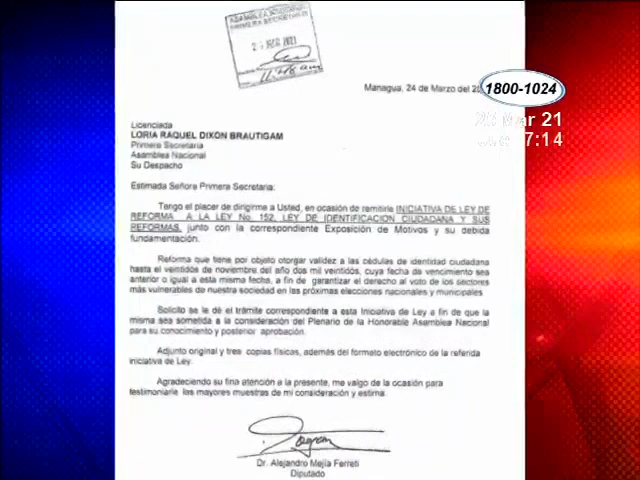 ASAMBLEA NACIONAL
PRIMERA SECRETARIA
Managua, 24 de Marzo del
1800-1024
Mar 21
7:14
Licenciada
LORIA RAQUEL DIXON BRAUTIGAM
Primera Secretaria
Asamblea Nacional
Su Despacho
Estimada Señora Primera Secretaria:
Tengo el placer de dirigirme a Usted, en ocasión de remitirle INICIATIVA DE LEY DE
REFORMA A LA LEY No. 152, LEY DE IDENTIFICACION CIUDADANA Y SUS
REFORMAS, junto con la correspondiente Exposición de Motivos y su debida
fundamentación.
Reforma que tiene por objeto otorgar validez a las cédulas de identidad ciudadana
hasta el veintidós de noviembre del año dos mil veintidós, cuya fecha de vencimiento sea
anterior o igual a esta misma fecha, a fin de garantizar el derecho al voto de los sectores
más vulnerables de nuestra sociedad en las próximas elecciones nacionales y municipales
Solicito se le dé el trámite correspondiente a esta Iniciativa de Ley a fin de que la
misma sea sometida a la consideración del Plenario de la Honorable Asamblea Nacional
para su conocimiento y posterior aprobación.
Adjunto original y tres copias físicas, además del formato electrónico de la referida
iniciativa de Ley.
Agradeciendo su fina atención a la presente, me valgo de la ocasión para
testimoniarle las mayores muestras de mi consideración y estima.
Dr. Alejandro Mejía Ferreti
Diputado